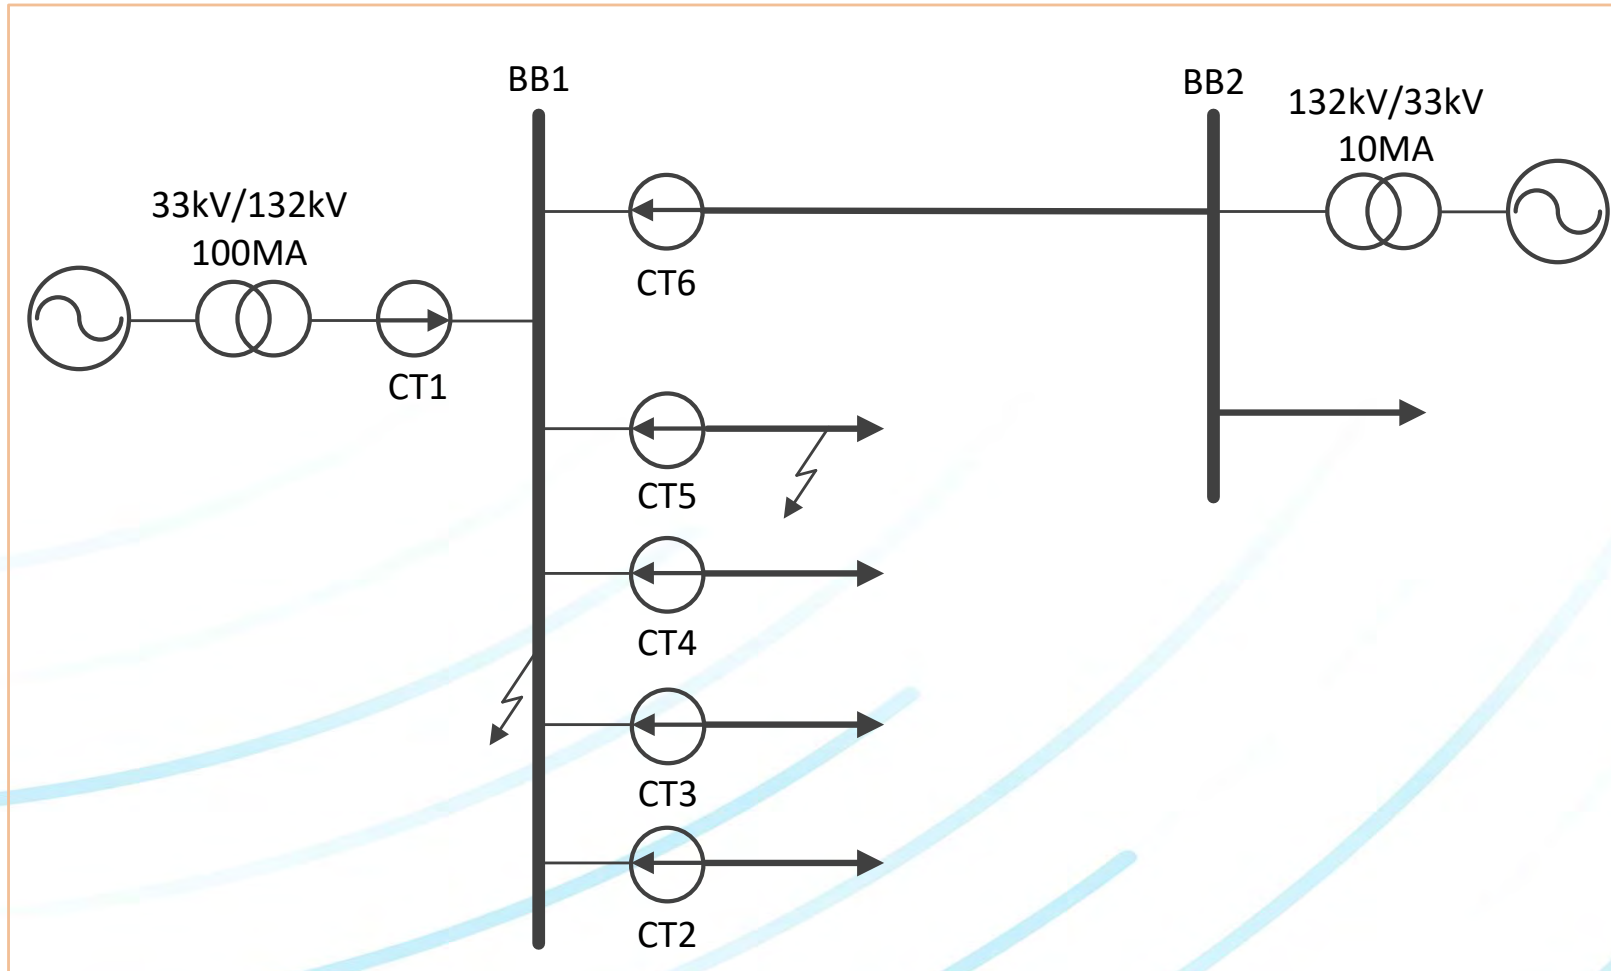 BB1
BB2
132kV/33kV
10MA
33kV/132kV
100MA
CT6
CT1
CT5
CT4
CT3
CT2